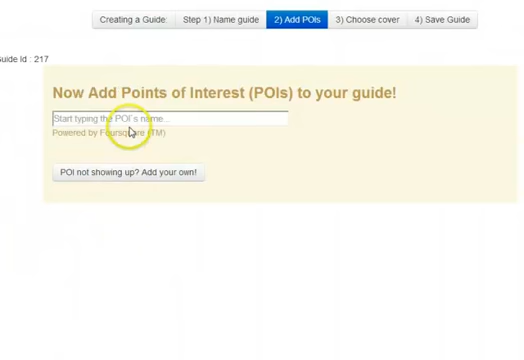 Creating a Guide: Step 1) Name guide 2) Add POIs 3) Choose cover 4) Save Guide
uide Id : 217
Now Add Points of Interest (POIs) to your guide!
Start typing the POI's name...
Powered by Foursquare (TM)
POI not showing up? Add your own!